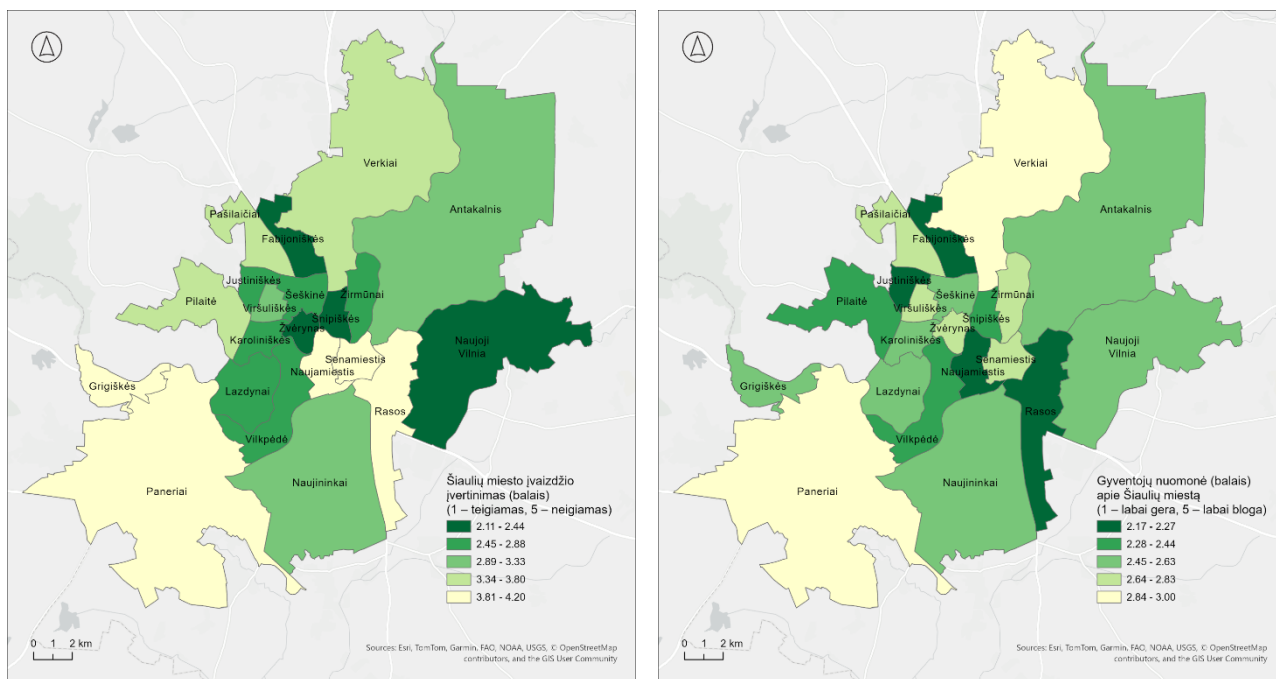 Verkiai
Antakalnis
Pašilaičiai
Fabijoniškės
Justiniškės
Pilaitė
Šeškinė
Žirmūnai
Viršuliškės
Šnipiškės
Žvėrynas
Karoliniškės
Naujoji
Vilnia
Senamiestis
Naujamiestis
Grigiškės
Lazdynai
Rasos
Vilkpėdė
Naujininkai
Paneriai
Šiaulių miesto įvaizdžio
įvertinimas (balais)
(1 – teigiamas, 5 – neigiamas)
2.11 - 2.44
2.45 - 2.88
2.89 - 3.33
3.34 - 3.80
3.81 - 4.20
0 1 2 km
Sources: Esri, TomTom, Garmin, FAO, NOAA, USGS, © OpenStreetMap
contributors, and the GIS User Community
Verkiai
Antakalnis
Pašilaičiai
Fabijoniškės
Justiniškės
Pilaitė
Šeškinė
Žirmūnai
Viršuliškės
Šnipiškės
Žvėrynas
Karoliniškės
Naujoji
Vilnia
Senamiestis
Naujamiestis
Grigiškės
Lazdynai
Rasos
Vilkpėdė
Naujininkai
Paneriai
Gyventojų nuomonė (balais)
apie Šiaulių miestą
(1 – labai gera, 5 – labai bloga)
2.17 - 2.27
2.28 - 2.44
2.45 - 2.63
2.64 - 2.83
2.84 - 3.00
0 1 2 km
Sources: Esri, TomTom, Garmin, FAO, NOAA, USGS, © OpenStreetMap
contributors, and the GIS User Community